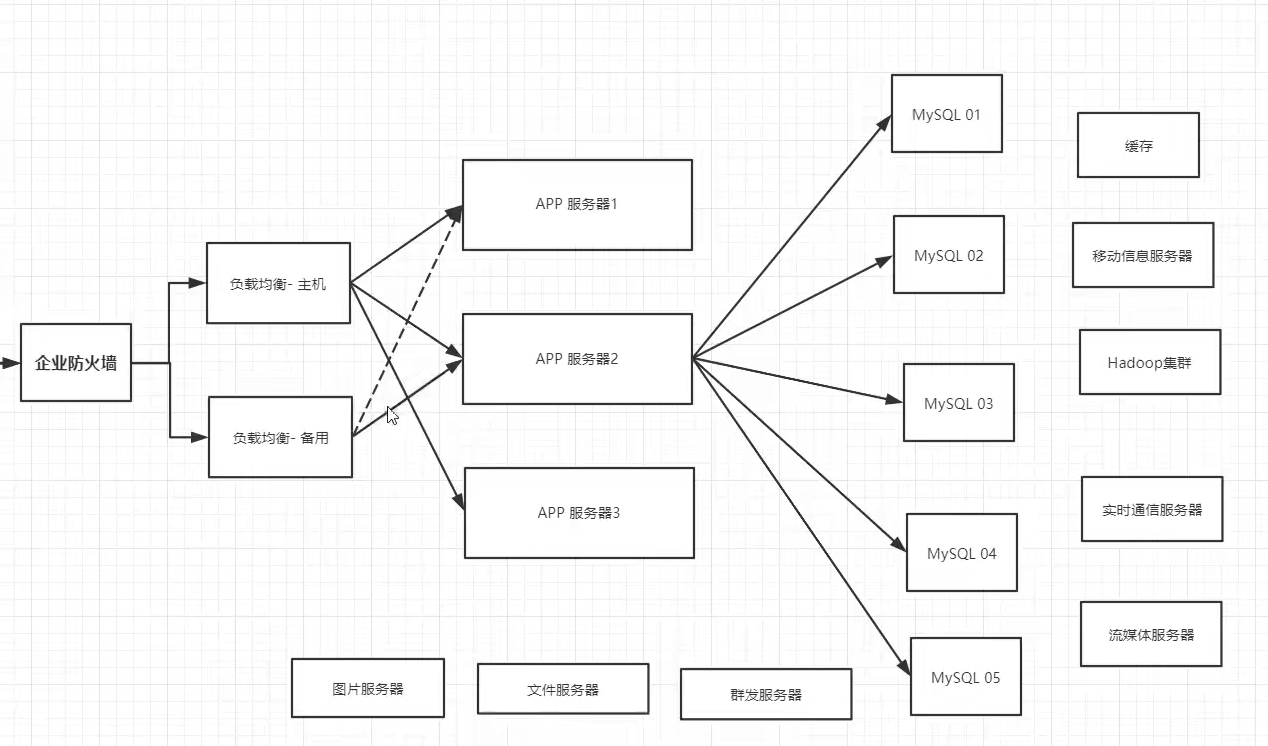 企业防火墙
负载均衡- 主机
负载均衡- 备用
APP 服务器1
APP 服务器2
APP 服务器3
MySQL 01
MySQL 02
MySQL 03
MySQL 04
MySQL 05
缓存
移动信息服务器
Hadoop集群
实时通信服务器
流媒体服务器
图片服务器
文件服务器
群发服务器